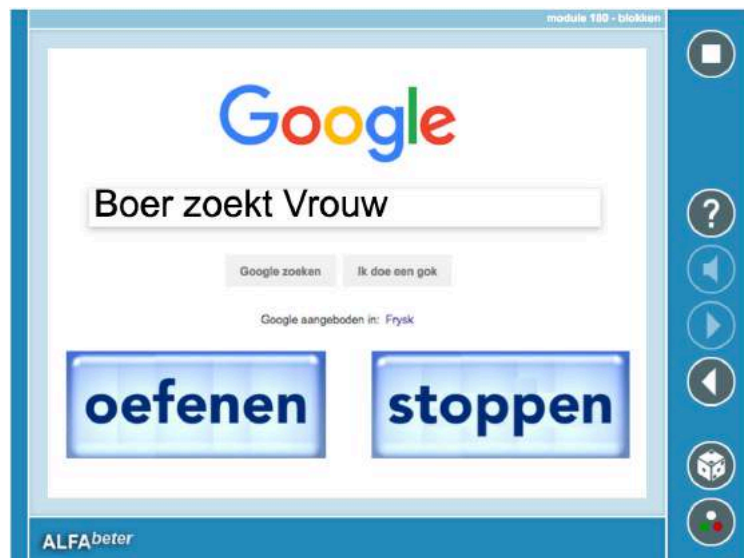 module 180 - blokken
Google
Boer zoekt Vrouw
Google zoeken Ik doe een gok
Google aangeboden in: Frysk
oefenen stoppen
?
ALFAbeter